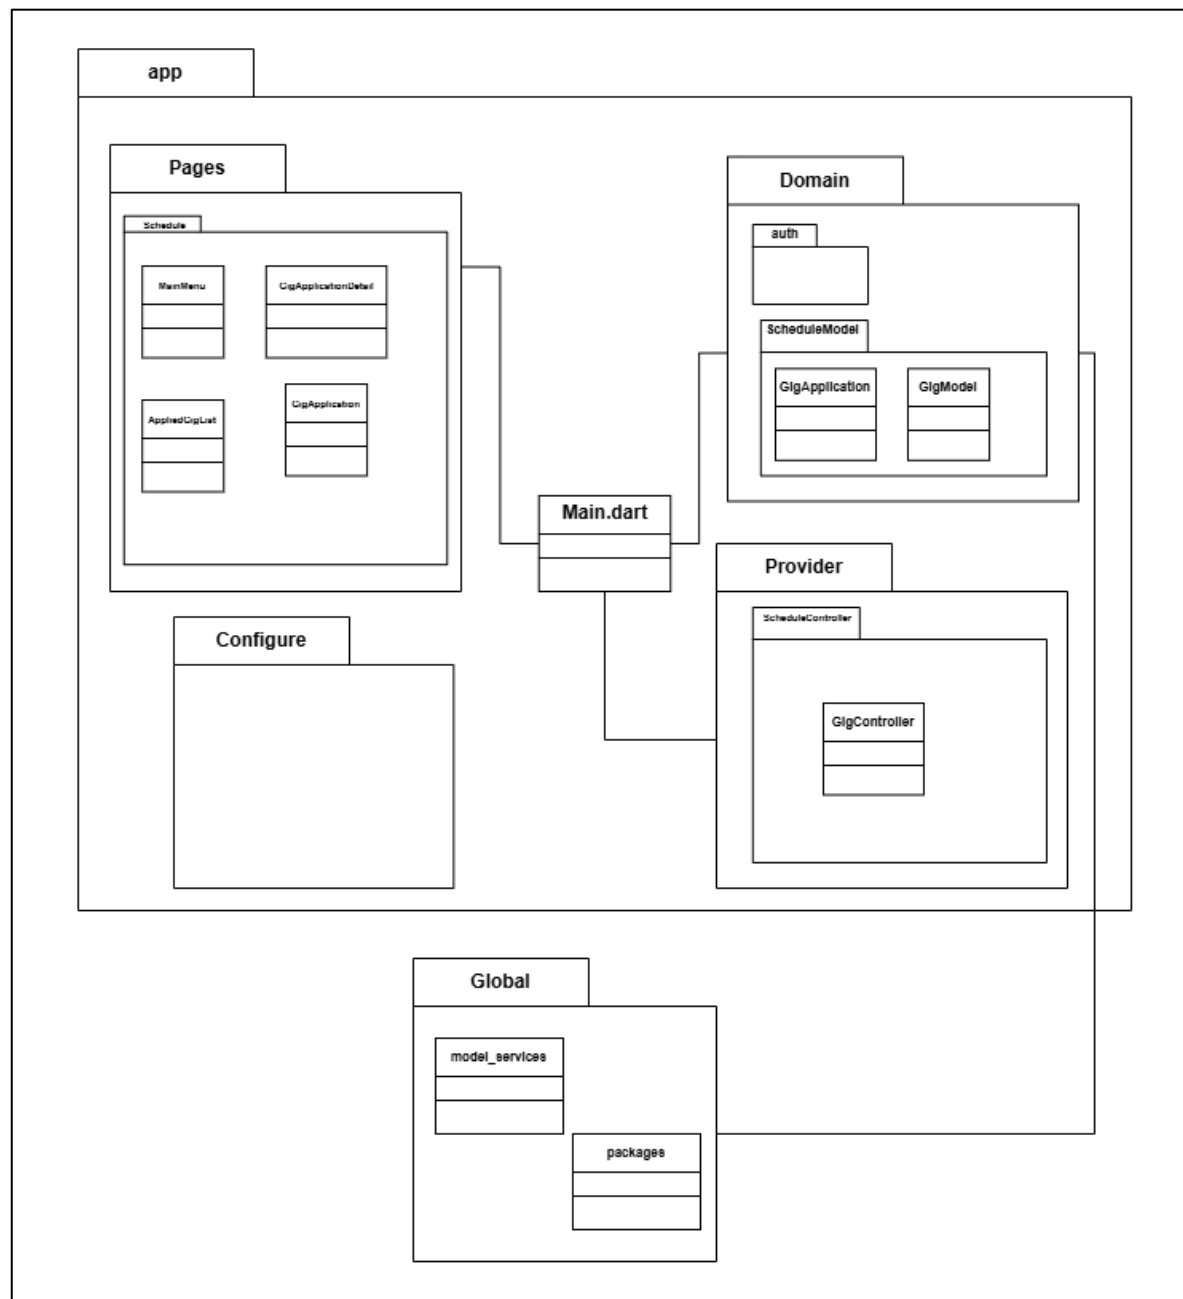 app
Pages
Schedule
MainMenu
GigApplicationDetail
AppliedGigList
GigApplication
Domain
auth
ScheduleModel
GigApplication
GigModel
Main.dart
Provider
ScheduleController
GigController
Configure
Global
model_services
packages